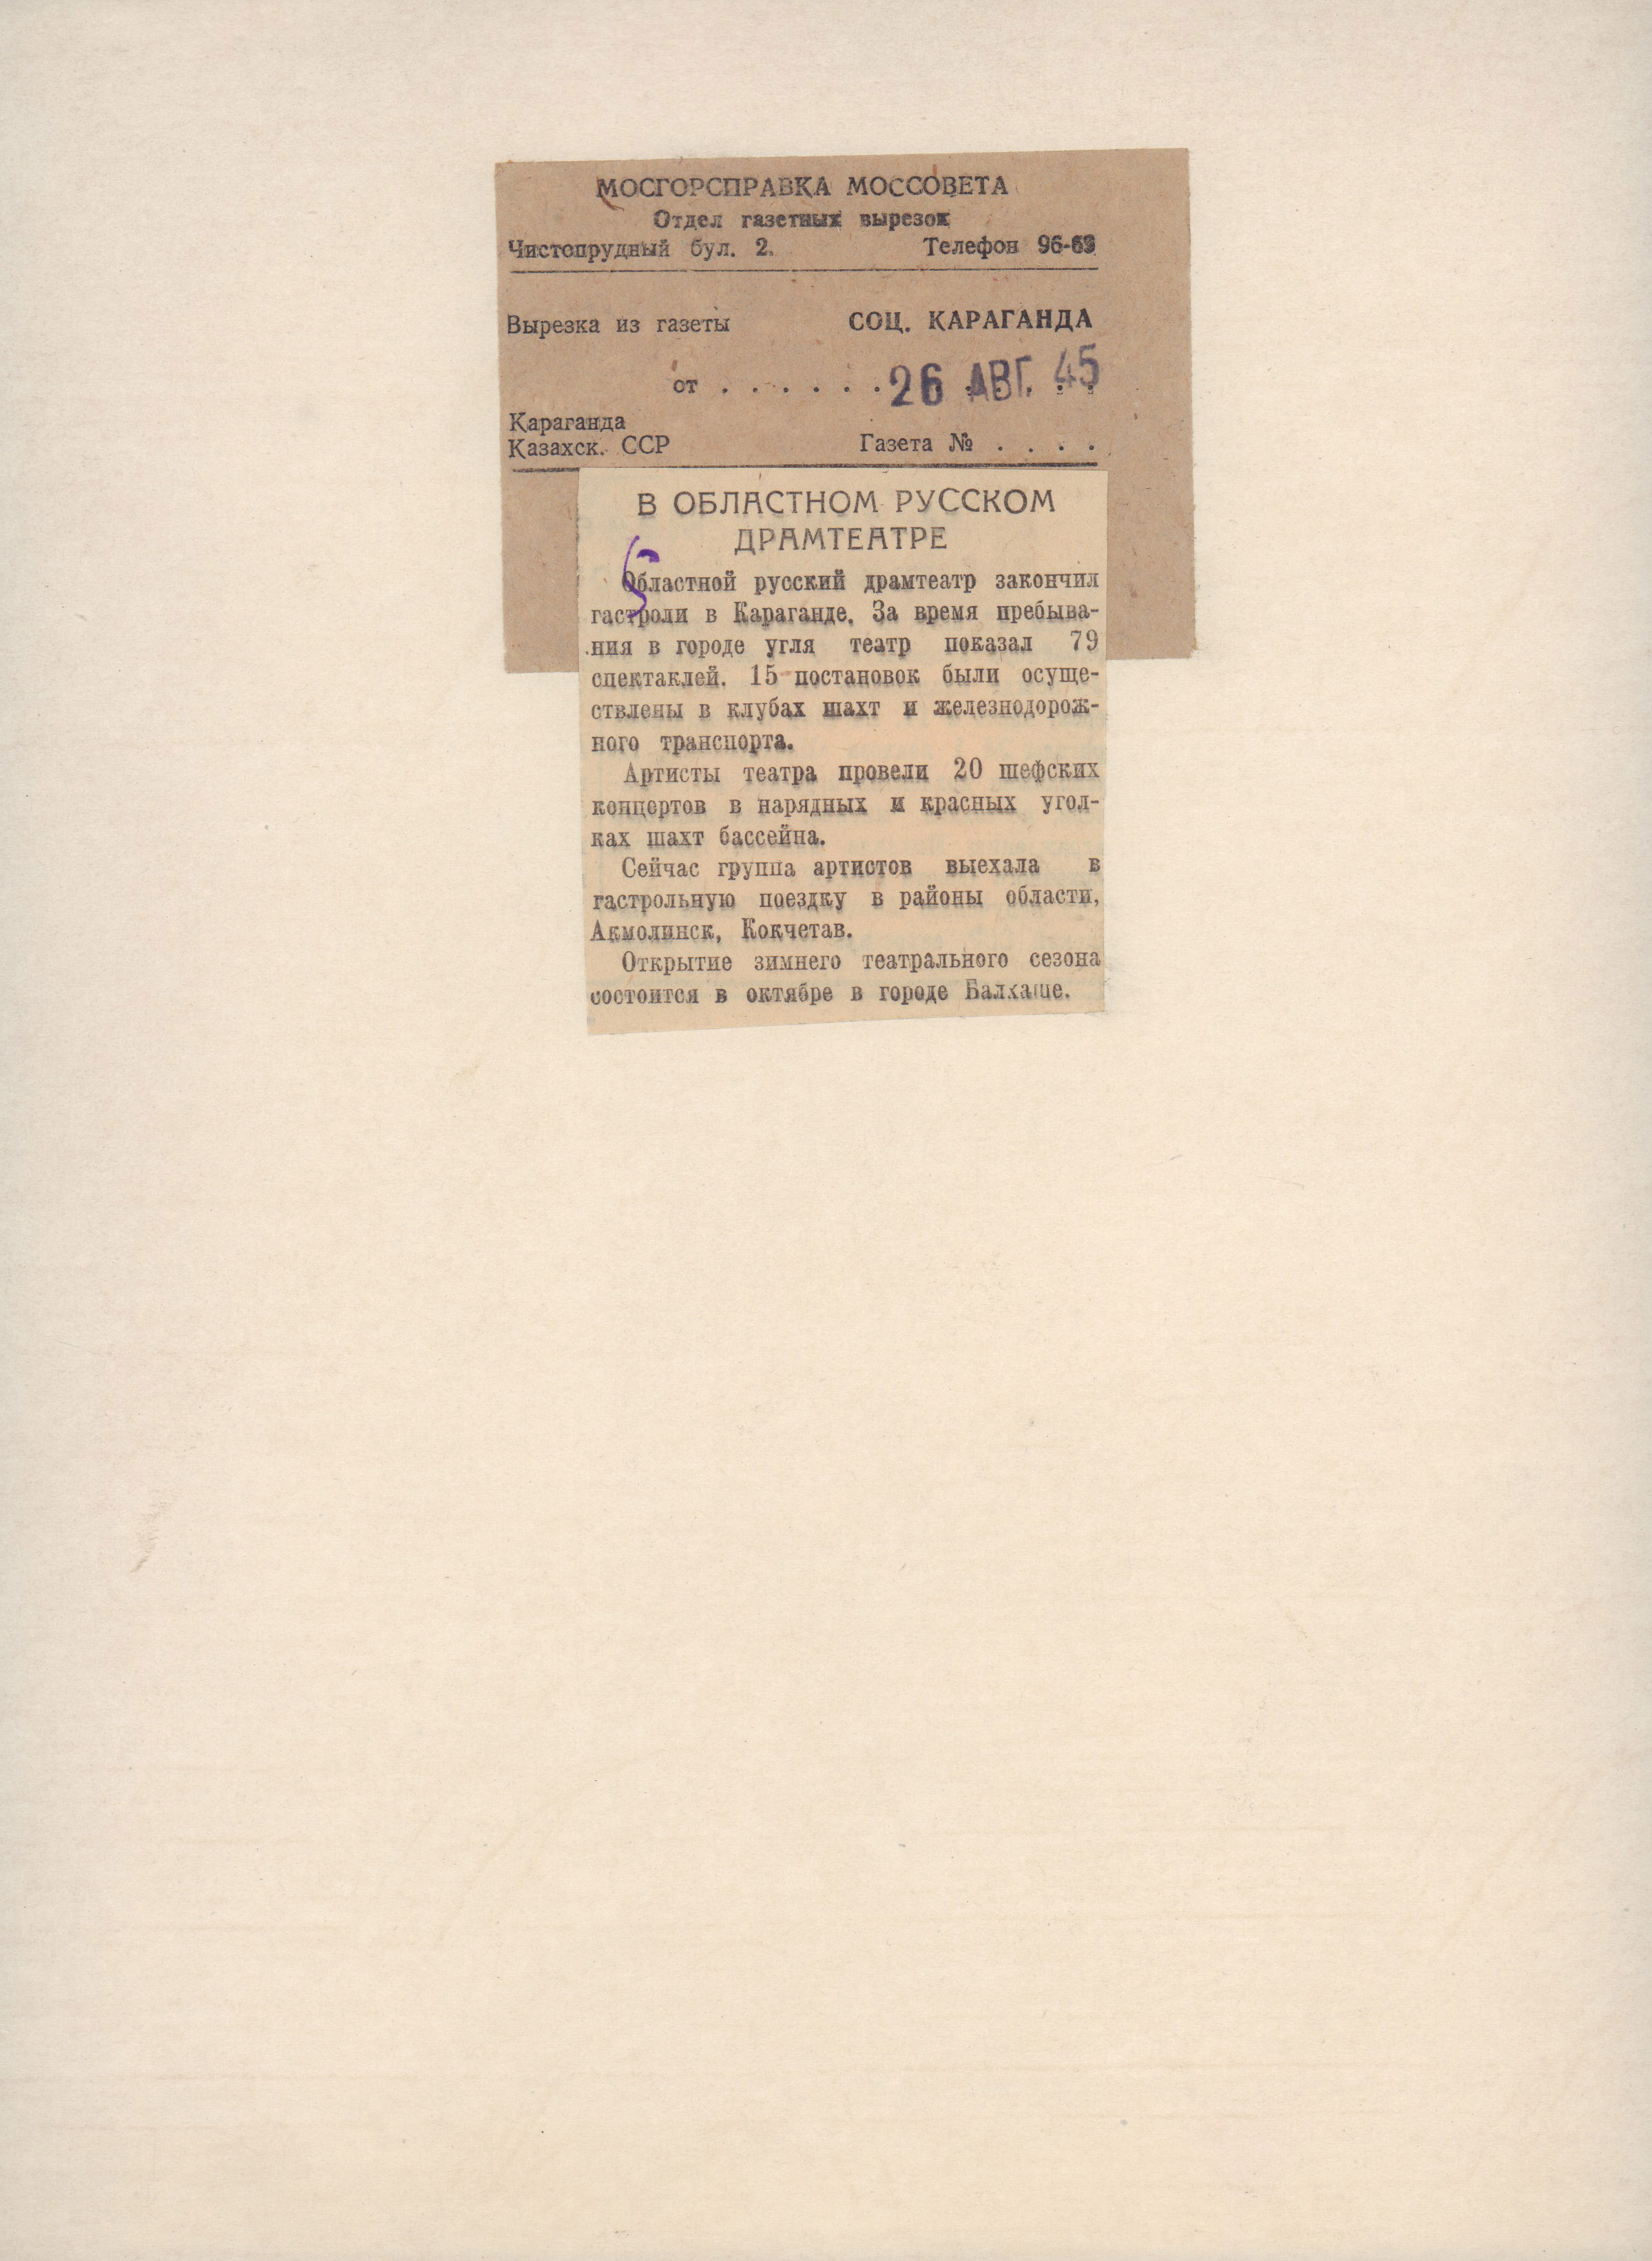 МОСГОРСПРАВКА МОССОВЕТА
Отдел газетных вырезок
Чистопрудный бул. 2. Телефон 96-69
Вырезка из газеты СОЦ. КАРАГАНДА
от . . . . . . 26 АВГ. 45
Караганда
Казахск. ССР Газета № . . . .
В ОБЛАСТНОМ РУССКОМ
ДРАМТЕАТРЕ
Областной русский драмтеатр закончил
гастроли в Караганде. За время пребыва-
ния в городе угля театр показал 79
спектаклей. 15 постановок были осуще-
ствлены в клубах шахт и железнодорож-
ного транспорта.
Артисты театра провели 20 шефских
концертов в нарядных и красных угол-
ках шахт бассейна.
Сейчас группа артистов выехала в
гастрольную поездку в районы области,
Акмолинск, Кокчетав.
Открытие зимнего театрального сезона
состоится в октябре в городе Балхаше.